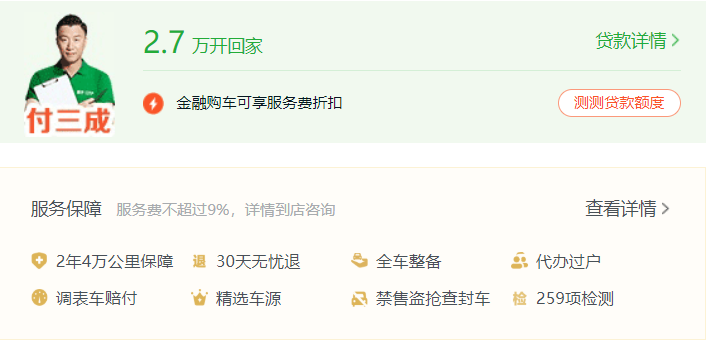 2.7 万开回家
贷款详情
付三成
金融购车可享服务费折扣
测测贷款额度
服务保障 服务费不超过9%，详情到店咨询
查看详情
2年4万公里保障 退 30天无忧退 全车整备 代办过户
调表车赔付 精选车源 禁售盗抢查封车 检 259项检测